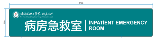 病房急救室
INPATIENT EMERGENCY
ROOM